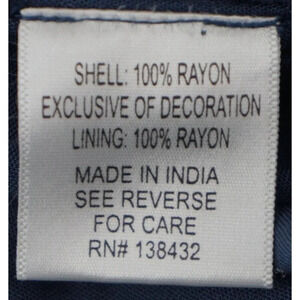 SHELL: 100% RAYON
EXCLUSIVE OF DECORATION
LINING: 100% RAYON
MADE IN INDIA
SEE REVERSE
FOR CARE
RN# 138432